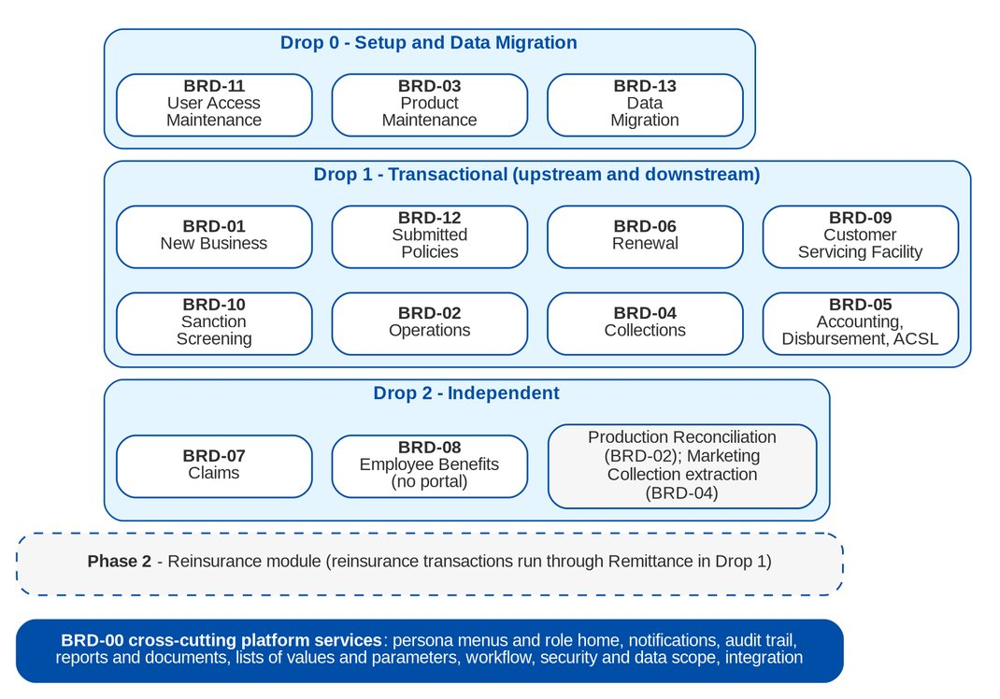 Drop 0 - Setup and Data Migration
BRD-11
User Access
Maintenance
BRD-03
Product
Maintenance
BRD-13
Data
Migration
Drop 1 - Transactional (upstream and downstream)
BRD-01
New Business
BRD-12
Submitted
Policies
BRD-06
Renewal
BRD-09
Customer
Servicing Facility
BRD-10
Sanction
Screening
BRD-02
Operations
BRD-04
Collections
BRD-05
Accounting,
Disbursement, ACSL
Drop 2 - Independent
BRD-07
Claims
BRD-08
Employee Benefits
(no portal)
Production Reconciliation
(BRD-02); Marketing
Collection extraction
(BRD-04)
Phase 2 - Reinsurance module (reinsurance transactions run through Remittance in Drop 1)
BRD-00 cross-cutting platform services: persona menus and role home, notifications, audit trail,
reports and documents, lists of values and parameters, workflow, security and data scope, integration